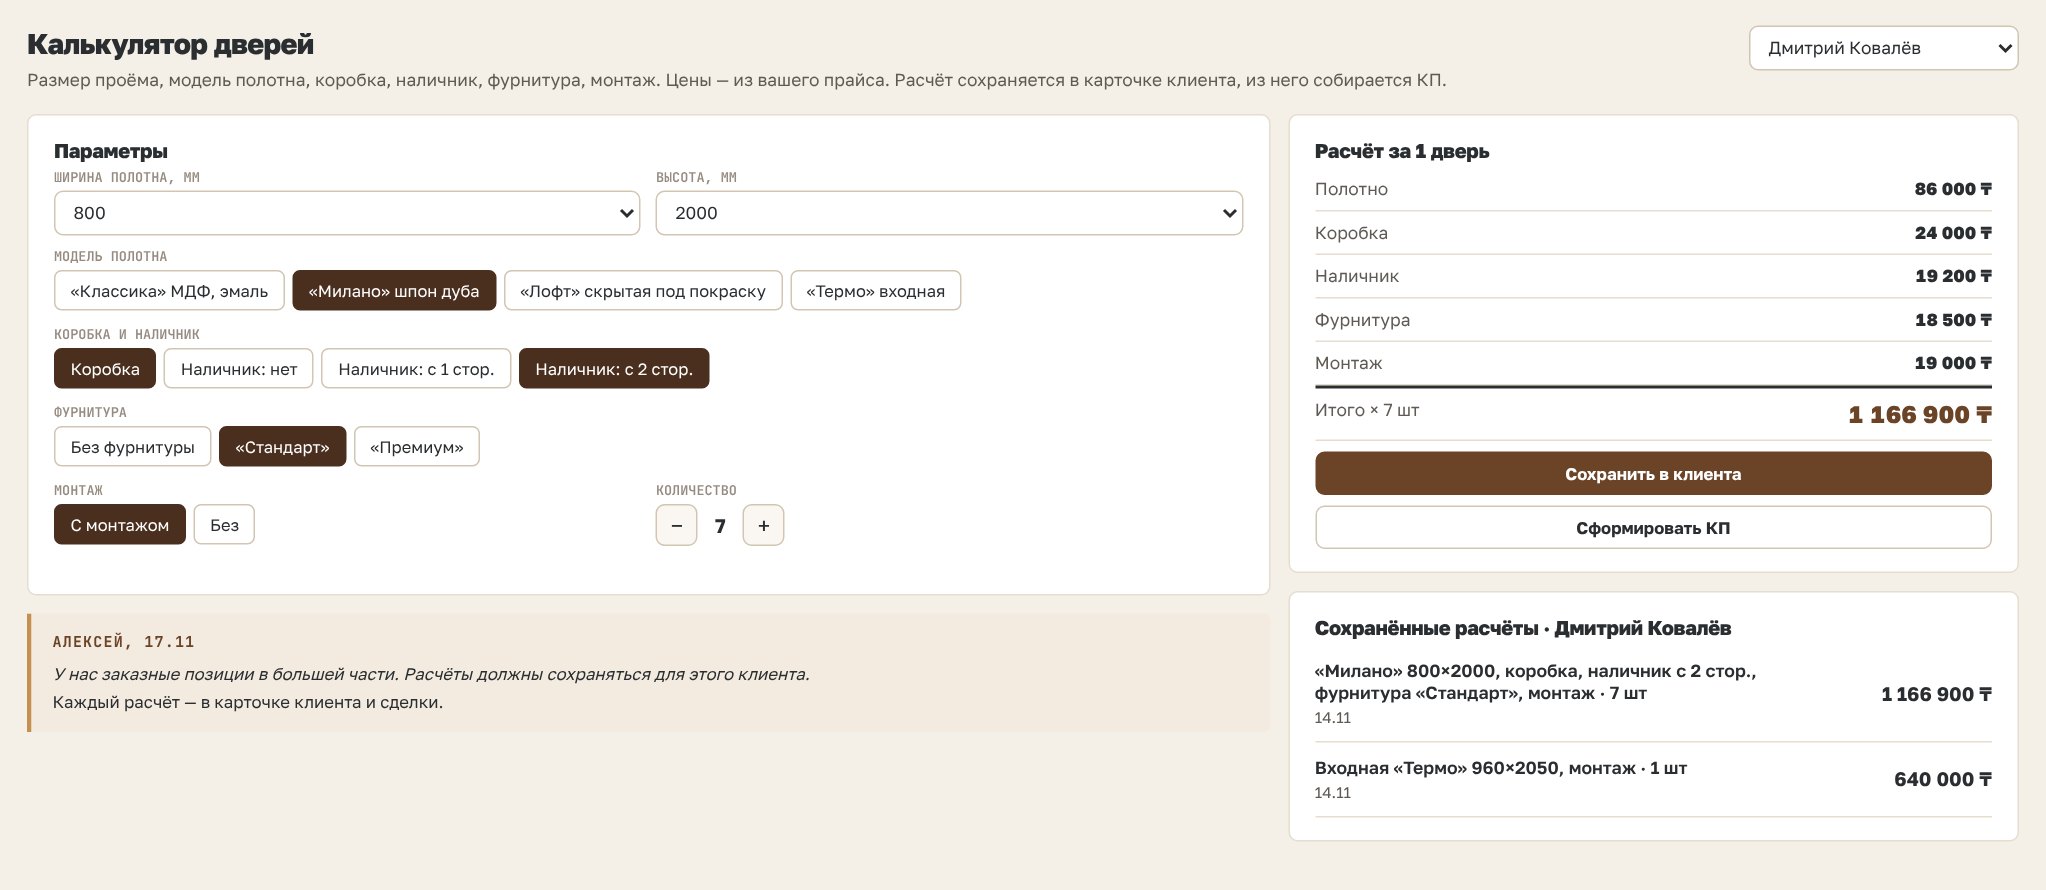 Калькулятор дверей
Размер проёма, модель полотна, коробка, наличник, фурнитура, монтаж. Цены — из вашего прайса. Расчёт сохраняется в карточке клиента, из него собирается КП.
Дмитрий Ковалёв
Параметры
ШИРИНА ПОЛОТНА, ММ
800
ВЫСОТА, ММ
2000
МОДЕЛЬ ПОЛОТНА
«Классика» МДФ, эмаль
«Милано» шпон дуба
«Лофт» скрытая под покраску
«Термо» входная
КОРОБКА И НАЛИЧНИК
Коробка
Наличник: нет
Наличник: с 1 стор.
Наличник: с 2 стор.
ФУРНИТУРА
Без фурнитуры
«Стандарт»
«Премиум»
МОНТАЖ
С монтажом
Без
КОЛИЧЕСТВО
− 7 +
АЛЕКСЕЙ, 17.11
У нас заказные позиции в большей части. Расчёты должны сохраняться для этого клиента.
Каждый расчёт — в карточке клиента и сделки.
Расчёт за 1 дверь
Полотно 86 000 ₸
Коробка 24 000 ₸
Наличник 19 200 ₸
Фурнитура 18 500 ₸
Монтаж 19 000 ₸
Итого × 7 шт 1 166 900 ₸
Сохранить в клиента
Сформировать КП
Сохранённые расчёты · Дмитрий Ковалёв
«Милано» 800×2000, коробка, наличник с 2 стор.,
фурнитура «Стандарт», монтаж · 7 шт
1 166 900 ₸
14.11
Входная «Термо» 960×2050, монтаж · 1 шт
640 000 ₸
14.11